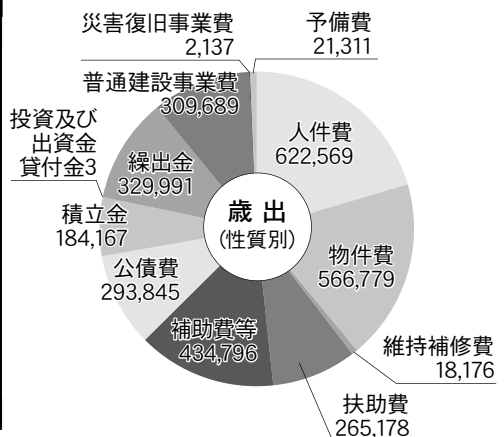 災害復旧事業費
2,137
予備費
21,311
普通建設事業費
309,689
人件費
622,569
投資及び
出資金
貸付金3
繰出金
329,991
歳出
(性質別)
積立金
184,167
物件費
566,779
公債費
293,845
補助費等
434,796
維持補修費
18,176
扶助費
265,178